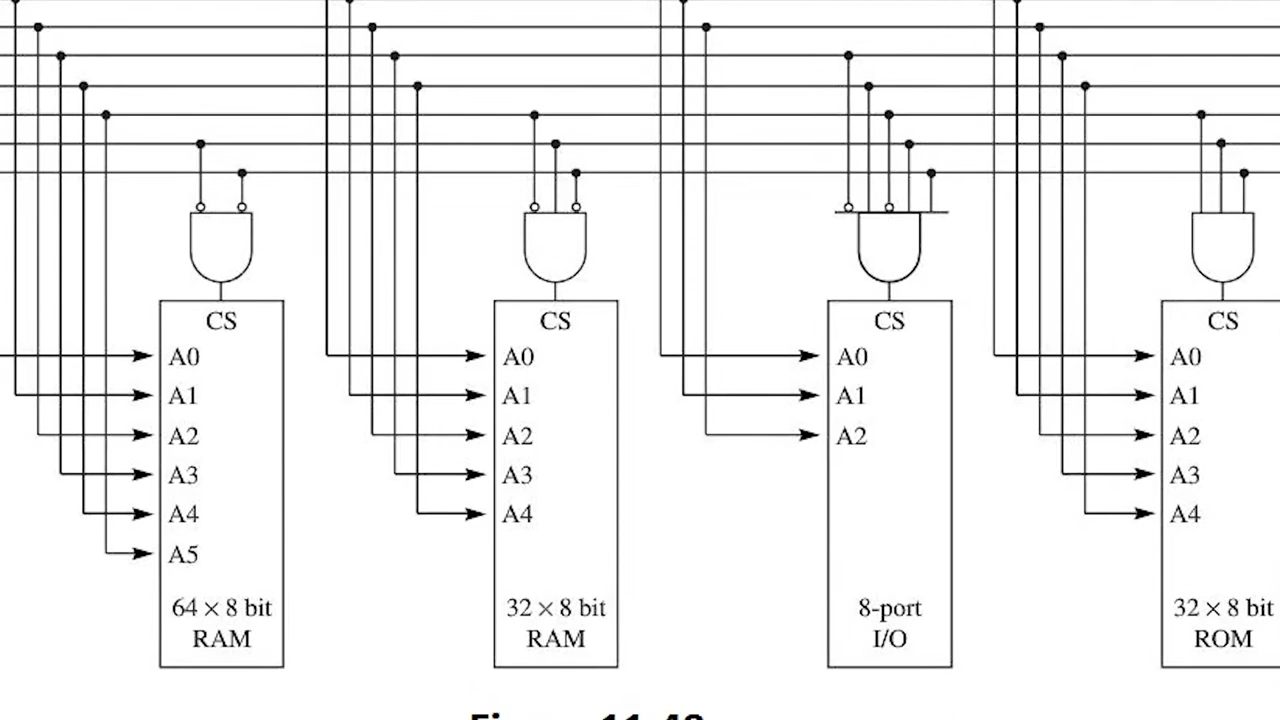 CS
A0
A1
A2
A3
A4
A5
64 × 8 bit
RAM
CS
A0
A1
A2
A3
A4
32 × 8 bit
RAM
CS
A0
A1
A2
8-port
I/O
CS
A0
A1
A2
A3
A4
32 × 8 bit
ROM